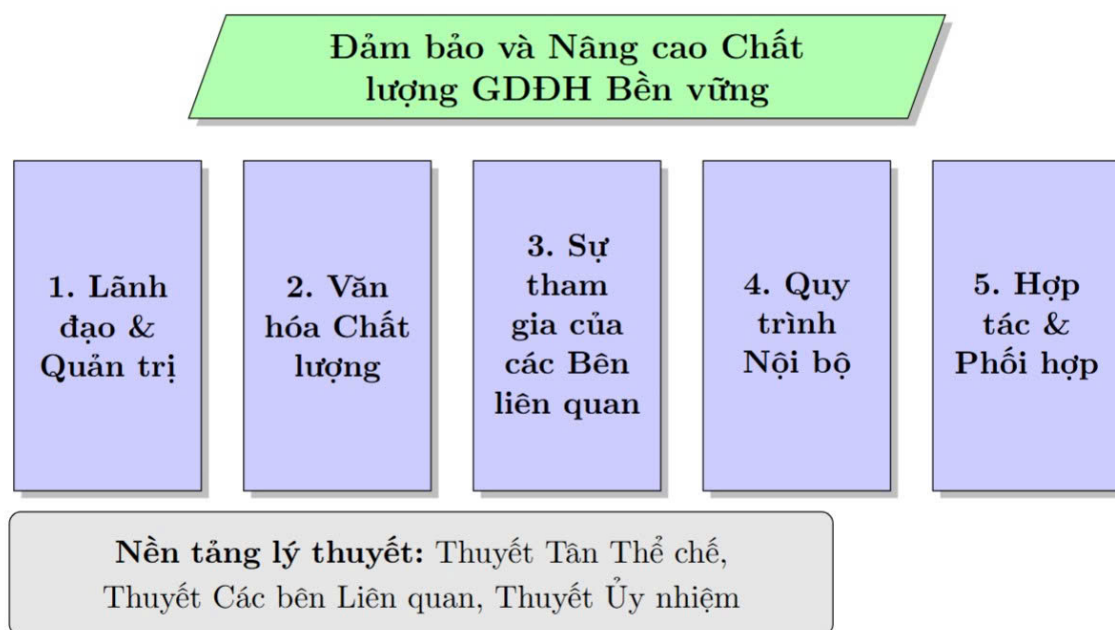 Đảm bảo và Nâng cao Chất
lượng GDĐH Bền vững
1. Lãnh
đạo &
Quản trị
2. Văn
hóa Chất
lượng
3. Sự
tham
gia của
các Bên
liên quan
4. Quy
trình
Nội bộ
5. Hợp
tác &
Phối hợp
Nền tảng lý thuyết: Thuyết Tân Thể chế,
Thuyết Các bên Liên quan, Thuyết Ủy nhiệm